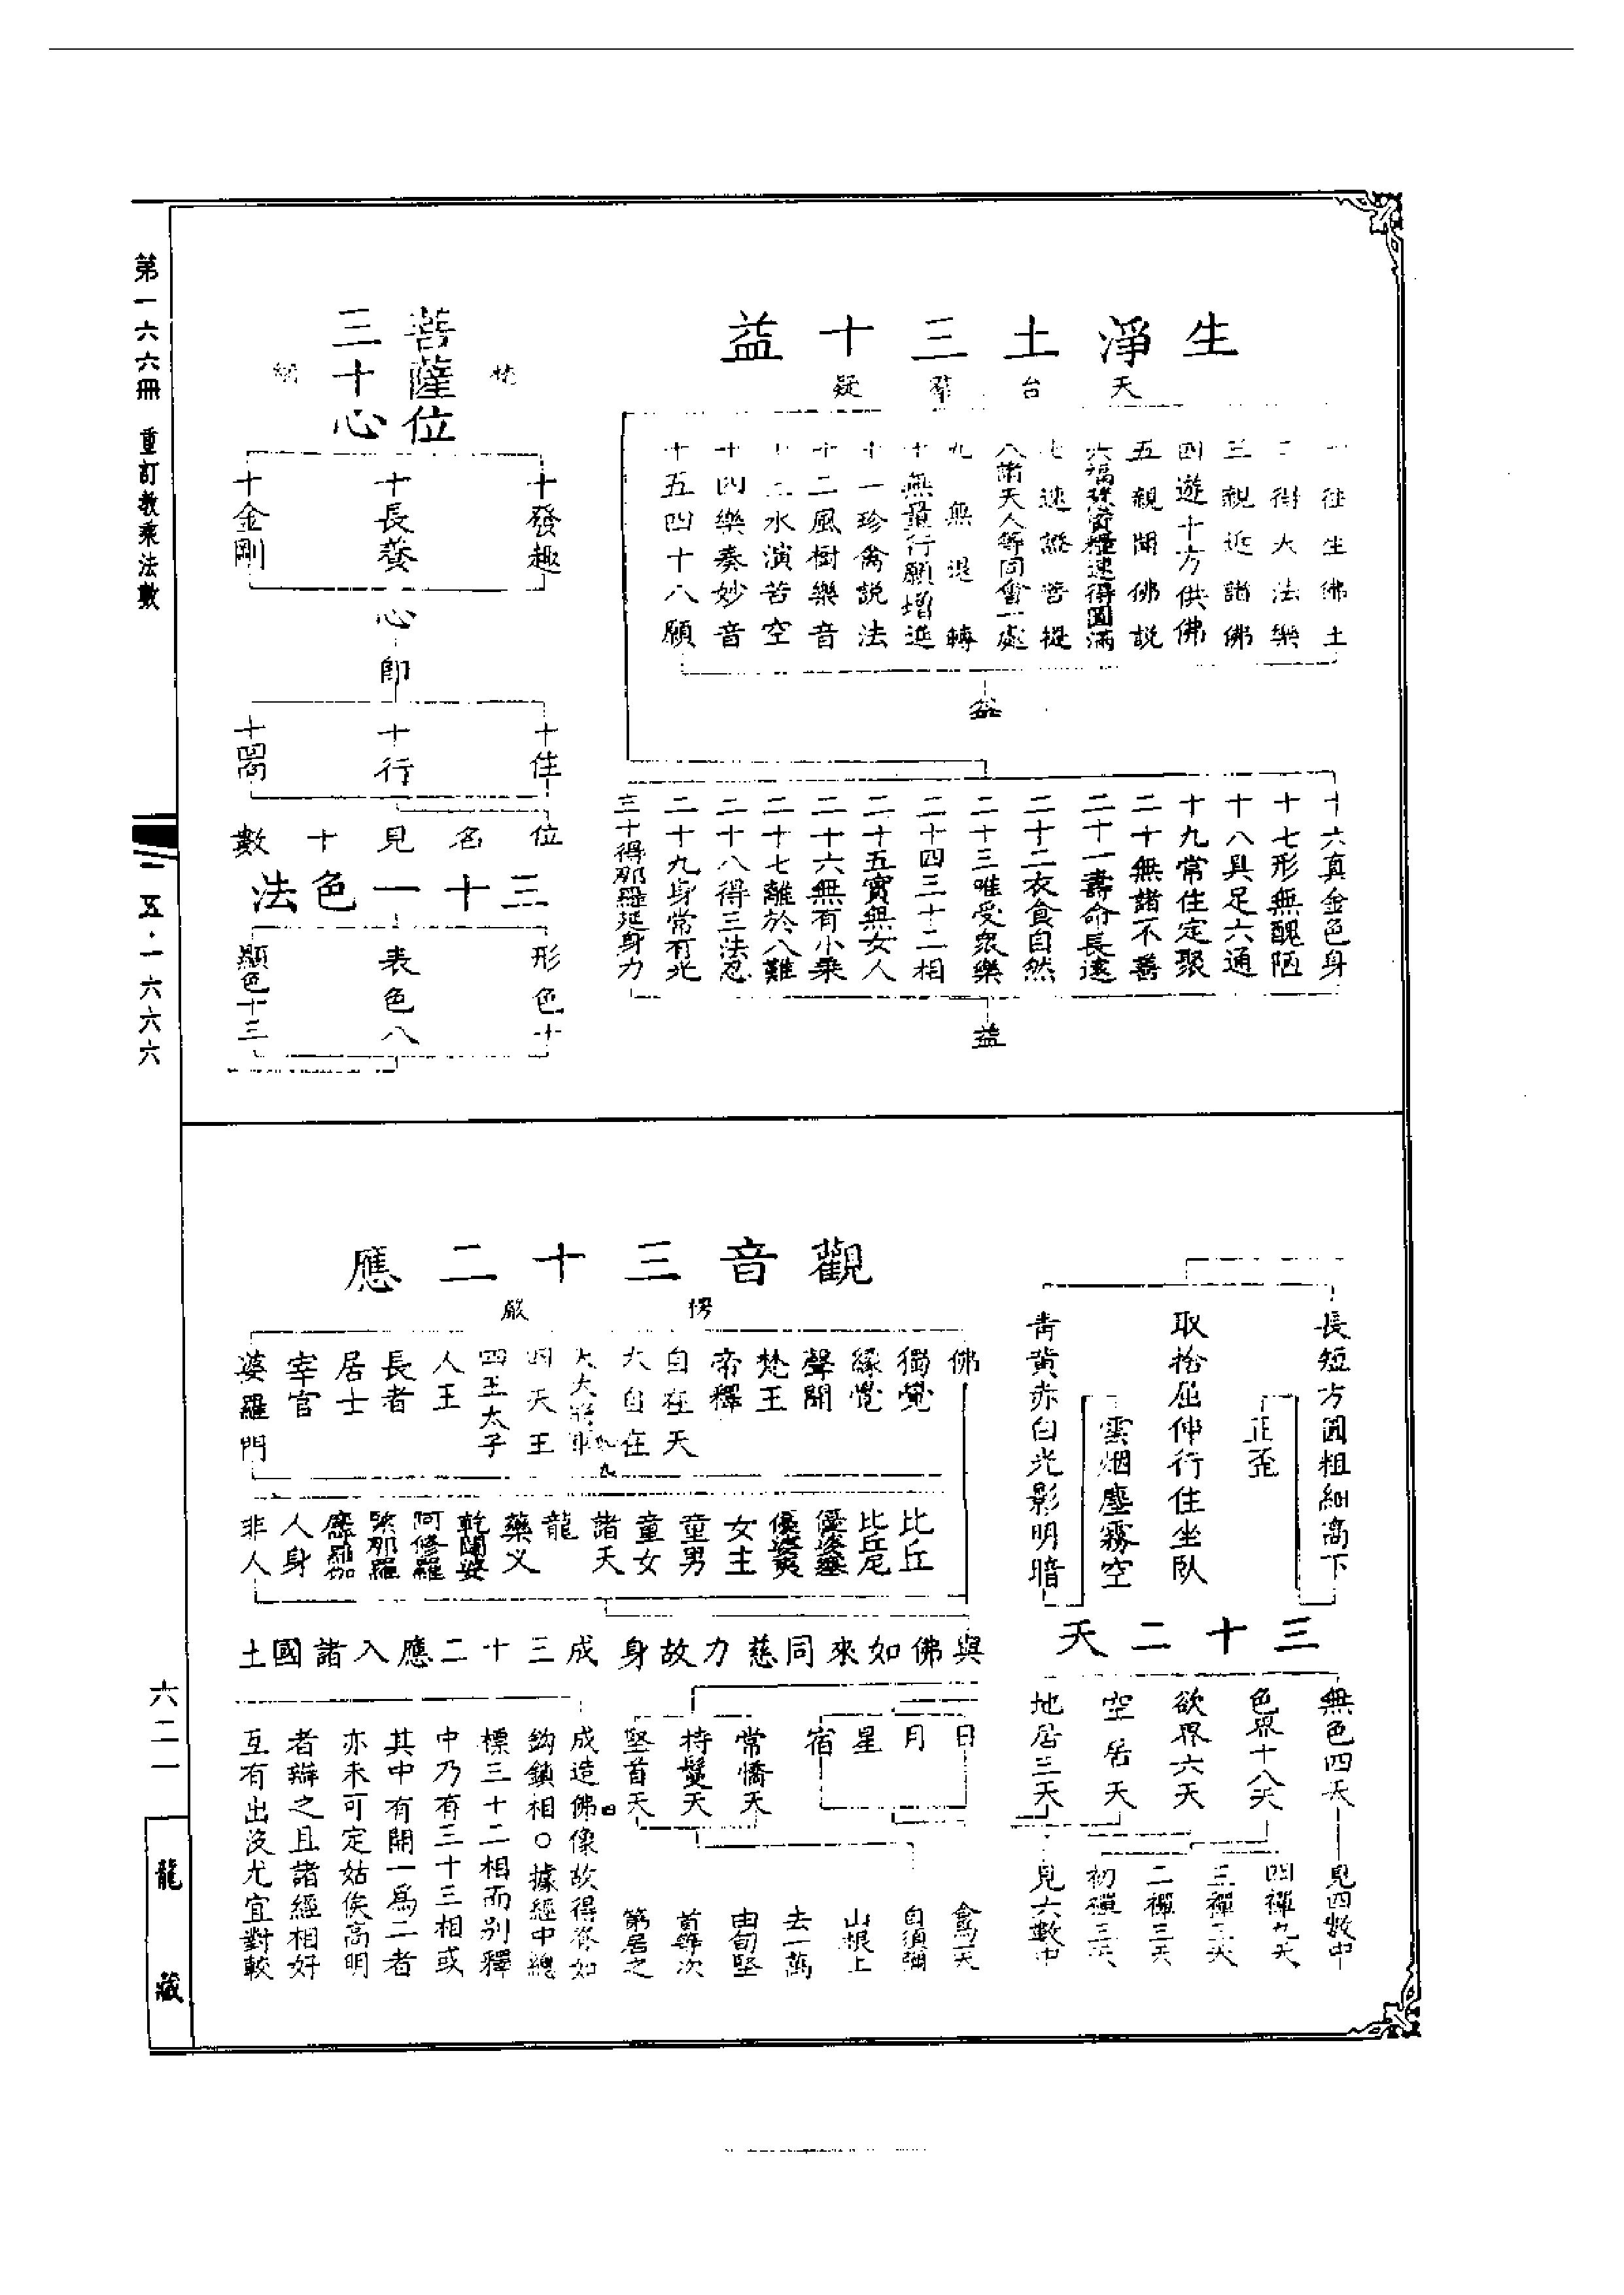 生淨土三十益
天台羣疑
一往生佛土
二得大法樂
三親近諸佛
四遊十方供佛
五親聞佛説
六福慧資糧速得圓滿
七速證菩提
八諸天人等同會一處
九無退轉
十無量行願增進
十一珍禽説法
十二風樹樂音
十三水演苦空
十四樂奏妙音
十五四十八願
益
十六真金色身
十七形無醜陋
十八具足六通
十九常住定聚
二十無諸不善
二十一壽命長遠
二十二衣食自然
二十三唯受衆樂
二十四三十二相
二十五實無女人
二十六無有小乘
二十七離於八難
二十八得三法忍
二十九身常有光
三十得那羅延身力
益
菩薩位
三十心
梵網
十發趣
十長養
十金剛
心
即
十住
十行
十
位名見十數
三十一色法
形色十
表色八
顯色十三
長短方圓粗細高下
正歪
取捨屈伸行住坐臥
雲烟塵霧空
青黄赤白光影明暗
三十二天
無色四天
色界十八天
欲界六天
空居天
地居三天
見四數中
四禪九天
三禪三天
二禪三天
初禪三天
見六數中
觀音三十二應
楞嚴
佛
獨覺
緣覺
聲聞
梵王
帝釋
自在天
大自在
天大將軍
四天王
四王太子
人王
長者
居士
宰官
婆羅門
比丘
比丘尼
優婆塞
優婆夷
女主
童男
童女
諸天
龍
藥叉
乾闥婆
阿修羅
緊那羅
摩羅伽
人身
非人
與佛如來同慈力故身成三十二應入諸國土
日
月
星
宿
常憍天
持鬘天
堅首天
自須彌
山根上
去一萬
由旬堅
首等次
第居之
成造佛像故得答如
鈎鎖相○據經中總
標三十二相而别釋
中乃有三十三相或
其中有開一爲二者
亦未可定姑俟高明
者辯之且諸經相好
互有出没尤宜對較
第一六六冊 重訂教乘法數
一五·一六六六
六二一
龍藏